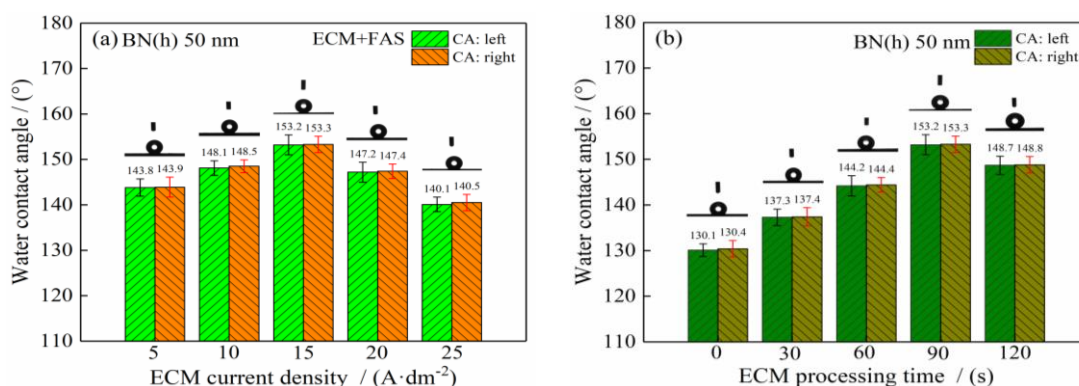 (a) BN(h) 50 nm
ECM+FAS
CA: left
CA: right
Water contact angle / (°)
180
170
160
150
140
130
120
110
143.8 143.9
148.1 148.5
153.2 153.3
147.2 147.4
140.1 140.5
5 10 15 20 25
ECM current density / (A·dm⁻²)
(b)
BN(h) 50 nm
CA: left
CA: right
Water contact angle / (°)
180
170
160
150
140
130
120
110
130.1 130.4
137.3 137.4
144.2 144.4
153.2 153.3
148.7 148.8
0 30 60 90 120
ECM processing time / (s)